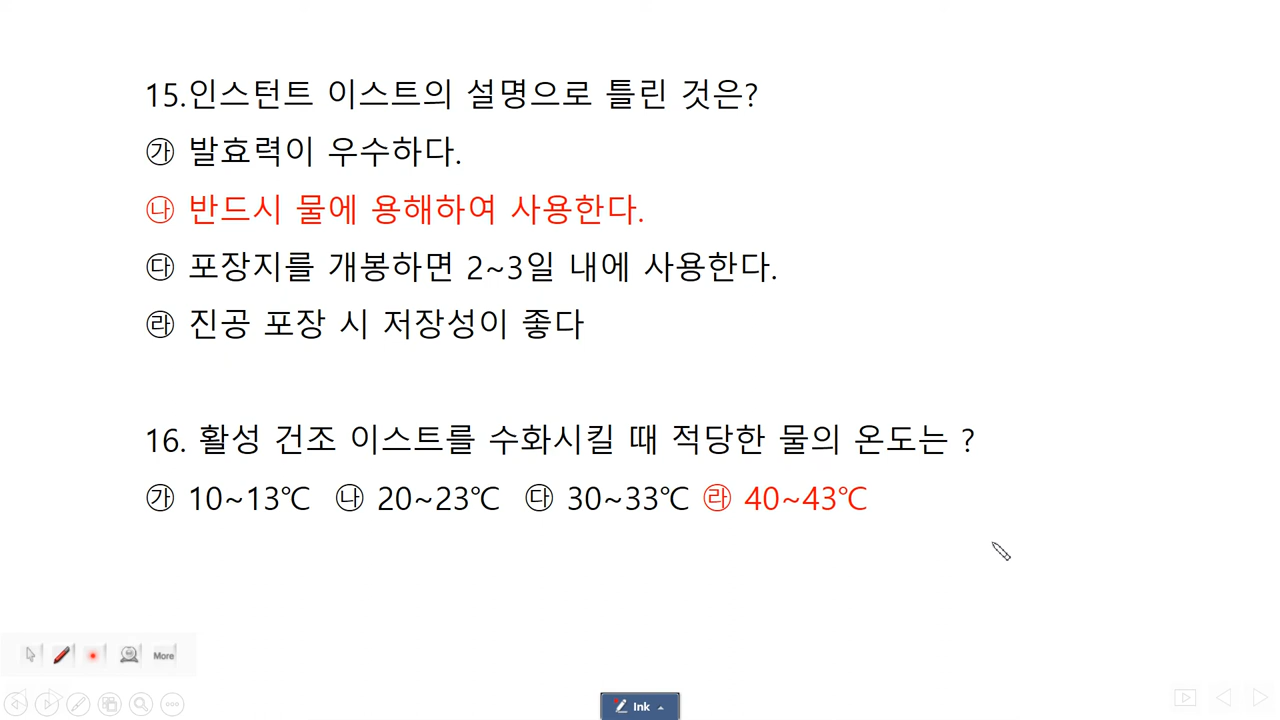 15.인스턴트 이스트의 설명으로 틀린 것은?
㉮ 발효력이 우수하다.
㉯ 반드시 물에 용해하여 사용한다.
㉰ 포장지를 개봉하면 2~3일 내에 사용한다.
㉱ 진공 포장 시 저장성이 좋다
16. 활성 건조 이스트를 수화시킬 때 적당한 물의 온도는 ?
㉮ 10~13℃ ㉯ 20~23℃ ㉰ 30~33℃ ㉱ 40~43℃
More
Ink